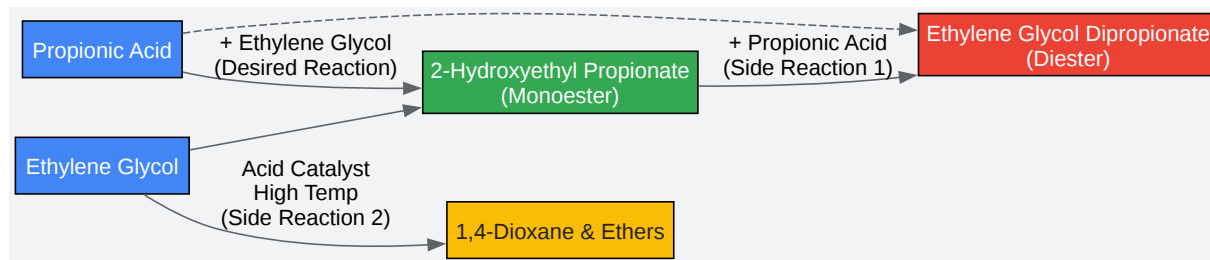 Propionic Acid
+ Ethylene Glycol
(Desired Reaction)
2-Hydroxyethyl Propionate
(Monoester)
+ Propionic Acid
(Side Reaction 1)
Ethylene Glycol Dipropionate
(Diester)
Ethylene Glycol
Acid Catalyst
High Temp
(Side Reaction 2)
1,4-Dioxane & Ethers